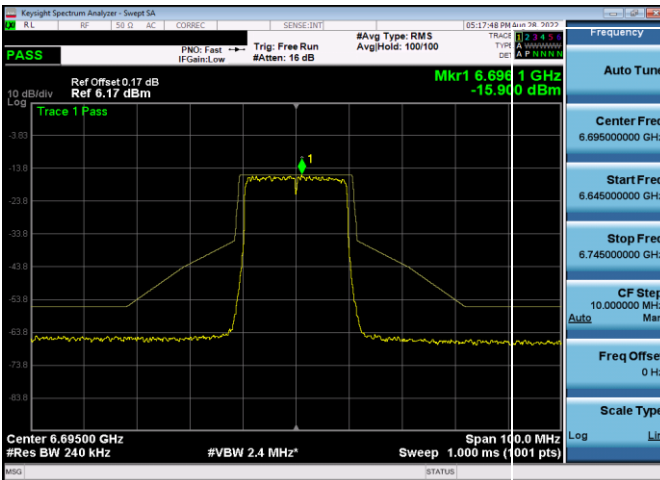 Keysight Spectrum Analyzer - Swept SA
RL RF 50 Ω AC CORREC SENSE:INT 05:17:48 PM Aug 28, 2022
PASS
PNO: Fast
IFGain:Low
Trig: Free Run
#Atten: 16 dB
#Avg Type: RMS
Avg|Hold: 100/100
TRACE 1 2 3 4 5 6
TYPE A WWWWW
DET A P N N N N
Frequency
Ref Offset 0.17 dB
10 dB/div Ref 6.17 dBm
Mkr1 6.696 1 GHz
-15.900 dBm
Log
Trace 1 Pass
1
-3.83
-13.8
-23.8
-33.8
-43.8
-53.8
-63.8
-73.8
-83.8
Center 6.69500 GHz
Span 100.0 MHz
#Res BW 240 kHz
#VBW 2.4 MHz*
Sweep 1.000 ms (1001 pts)
MSG
STATUS
Auto Tune
Center Freq
6.695000000 GHz
Start Freq
6.645000000 GHz
Stop Freq
6.745000000 GHz
CF Step
10.000000 MHz
Auto Man
Freq Offset
0 Hz
Scale Type
Log Lin